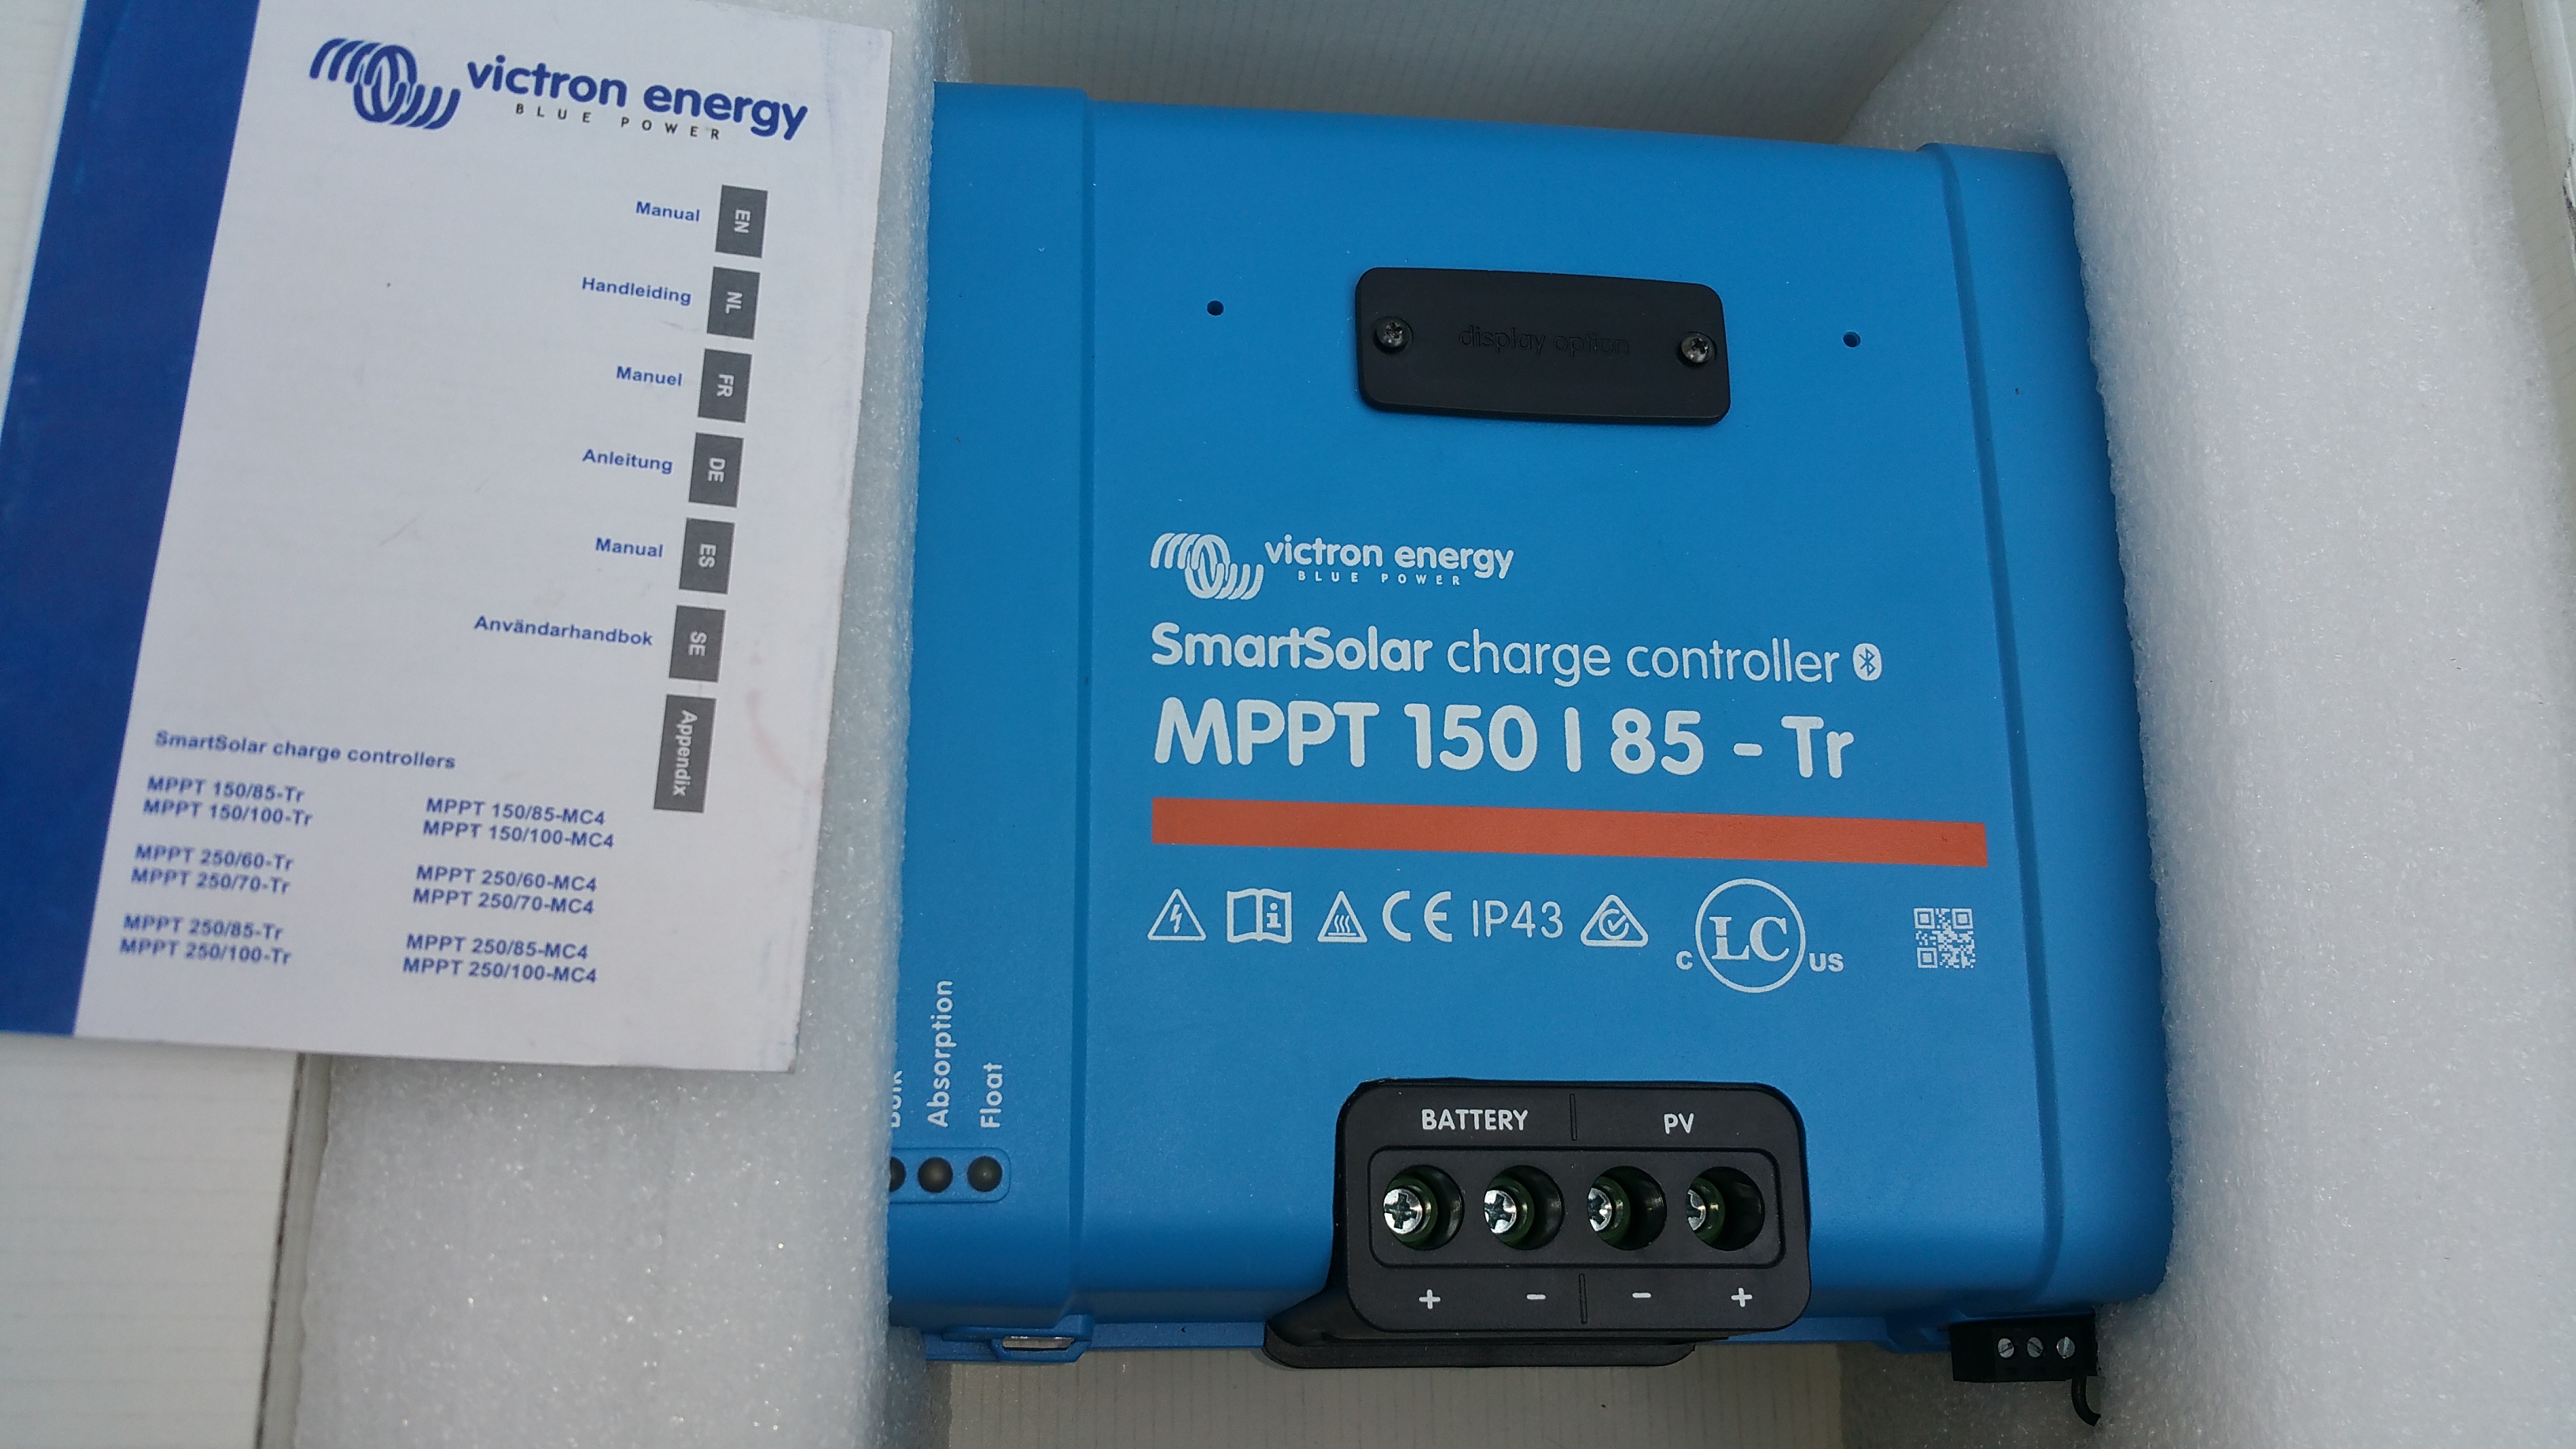 victron energy
BLUE POWER
Manual EN
Handleiding NL
Manuel FR
Anleitung DE
Manual ES
Användarhandbok SE
Appendix
SmartSolar charge controllers
MPPT 150/85-Tr
MPPT 150/100-Tr
MPPT 250/60-Tr
MPPT 250/70-Tr
MPPT 250/85-Tr
MPPT 250/100-Tr
MPPT 150/85-MC4
MPPT 150/100-MC4
MPPT 250/60-MC4
MPPT 250/70-MC4
MPPT 250/85-MC4
MPPT 250/100-MC4
display option
victron energy
BLUE POWER
SmartSolar charge controller
MPPT 150 | 85 - Tr
CE IP43 c LC US
Absorption
Float
BATTERY | PV
+ - - +